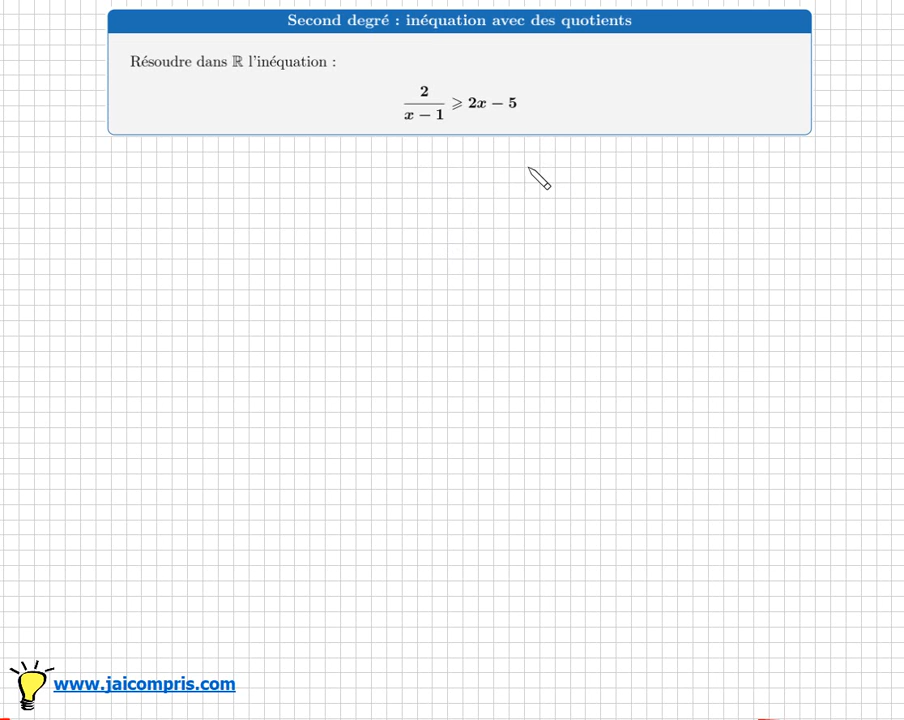 Second degré : inéquation avec des quotients
Résoudre dans ℝ l'inéquation :
2/(x − 1) ⩾ 2x − 5
www.jaicompris.com